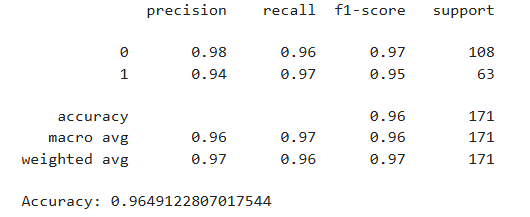 precision recall f1-score support
0 0.98 0.96 0.97 108
1 0.94 0.97 0.95 63
accuracy 0.96 171
macro avg 0.96 0.97 0.96 171
weighted avg 0.97 0.96 0.97 171
Accuracy: 0.9649122807017544